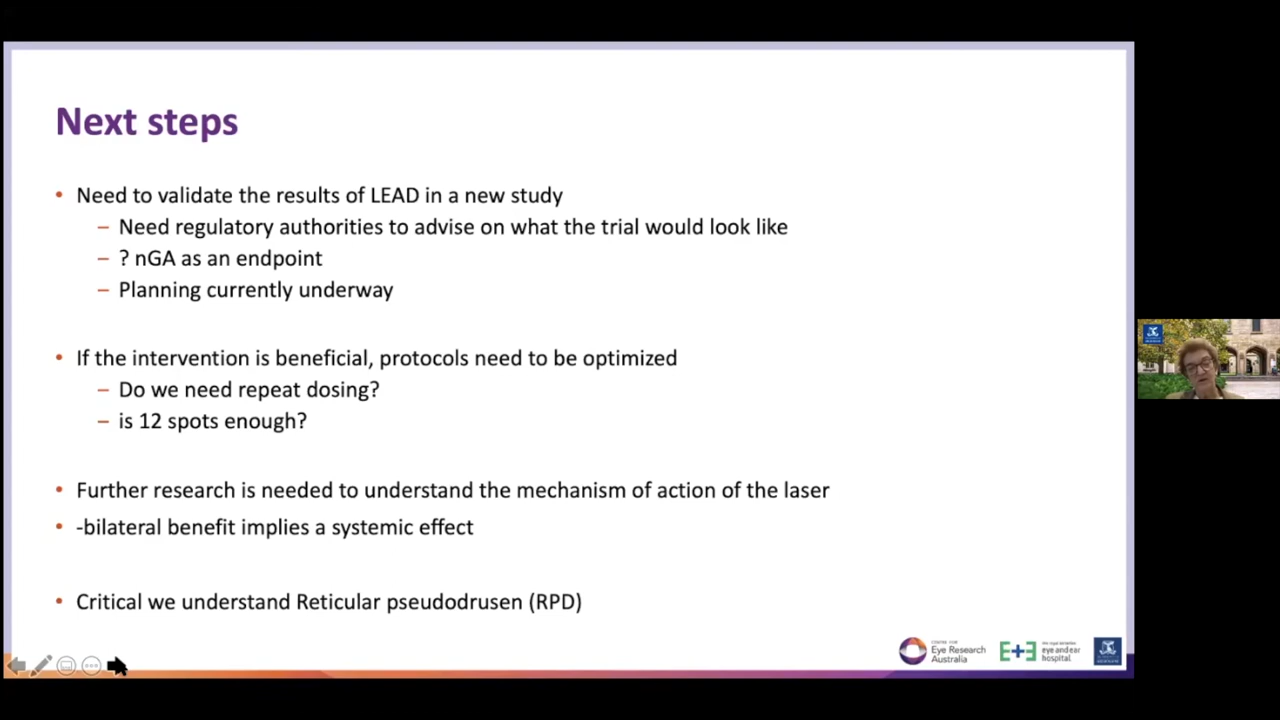 Next steps
• Need to validate the results of LEAD in a new study
– Need regulatory authorities to advise on what the trial would look like
– ? nGA as an endpoint
– Planning currently underway
• If the intervention is beneficial, protocols need to be optimized
– Do we need repeat dosing?
– is 12 spots enough?
• Further research is needed to understand the mechanism of action of the laser
• -bilateral benefit implies a systemic effect
• Critical we understand Reticular pseudodrusen (RPD)
Eye Research
Australia
eye and ear
hospital